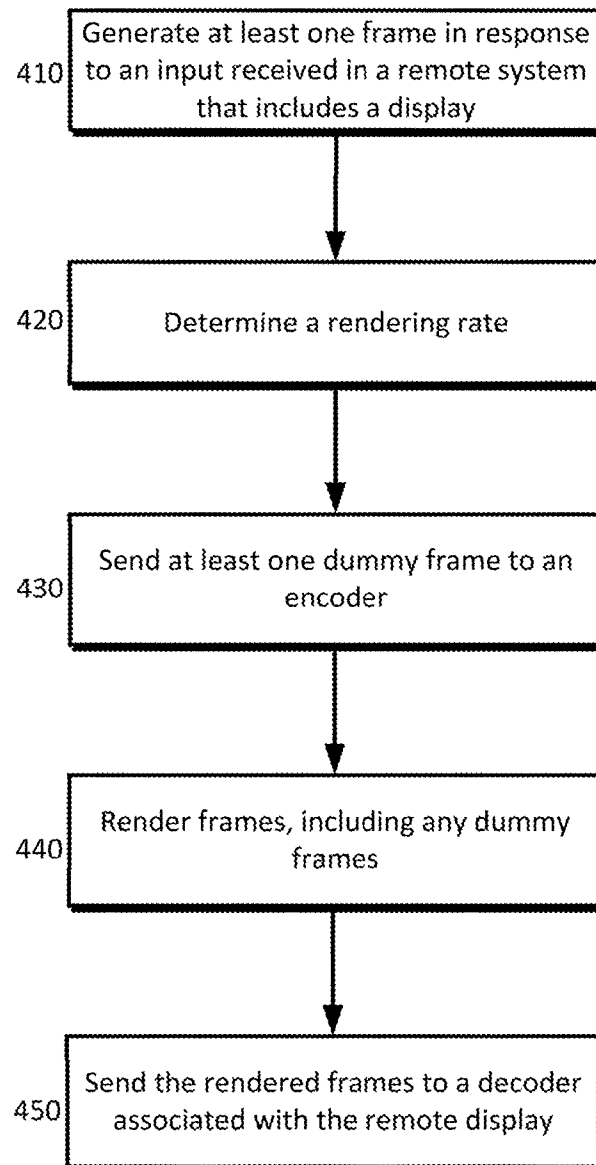 Generate at least one frame in response
410 to an input received in a remote system
that includes a display
420 Determine a rendering rate
Send at least one dummy frame to an
430 encoder
Render frames, including any dummy
440 frames
Send the rendered frames to a decoder
450 associated with the remote display